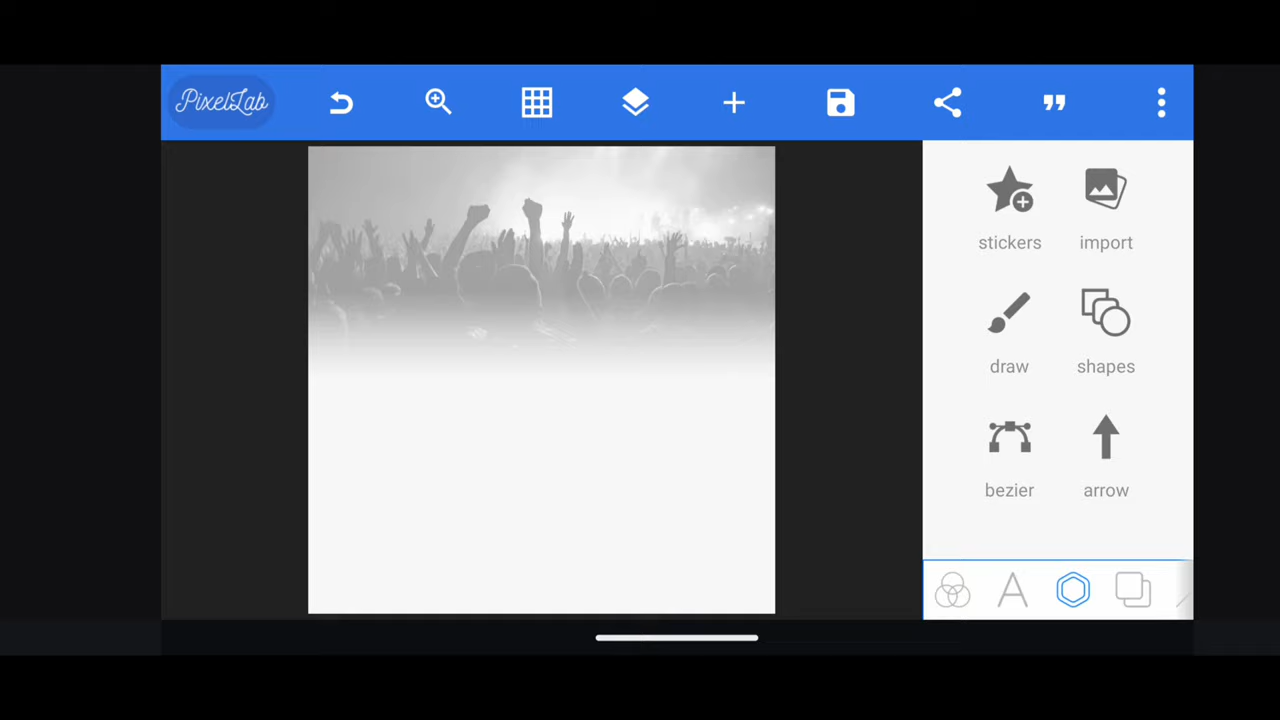 PixelLab
stickers
import
draw
shapes
bezier
arrow